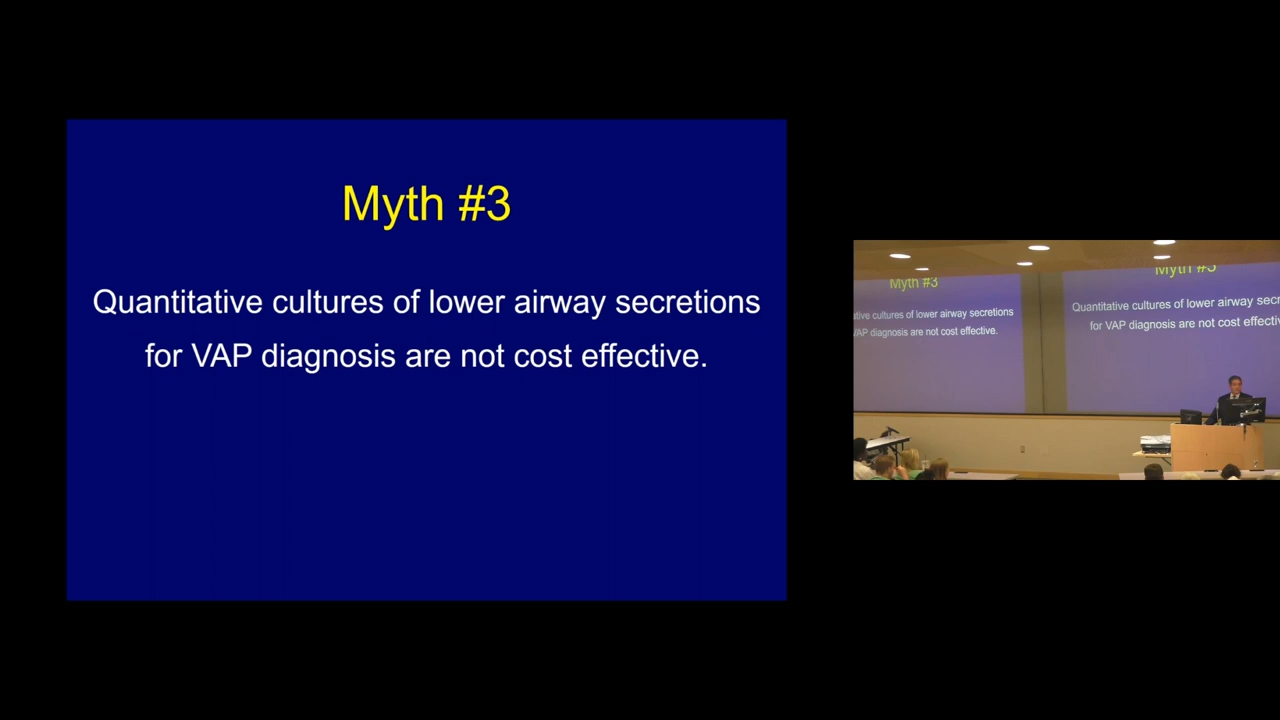 Myth #3
Quantitative cultures of lower airway secretions
for VAP diagnosis are not cost effective.
Myth #3
ative cultures of lower airway secretions
VAP diagnosis are not cost effective.
Myth #3
Quantitative cultures of lower airway secr
for VAP diagnosis are not cost effectiv